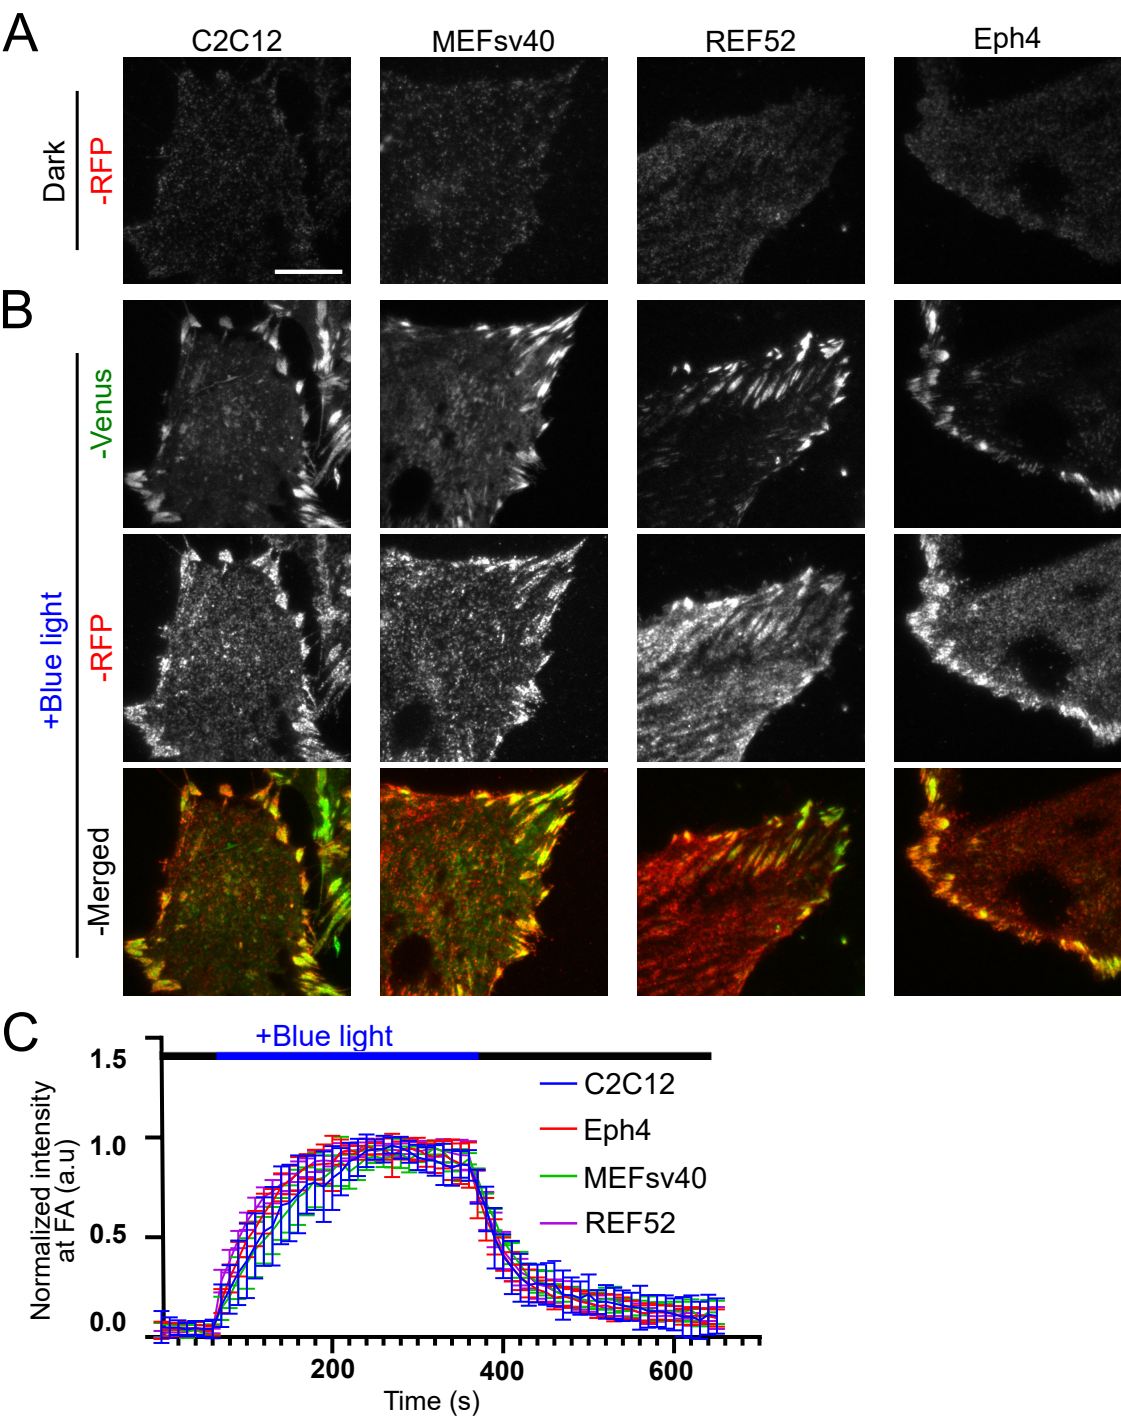 A
C2C12
MEFsv40
REF52
Eph4
Dark
-RFP
B
+Blue light
-Venus
-RFP
-Merged
C
+Blue light
1.5
1.0
0.5
0.0
Normalized intensity
at FA (a.u)
C2C12
Eph4
MEFsv40
REF52
200
400
600
Time (s)